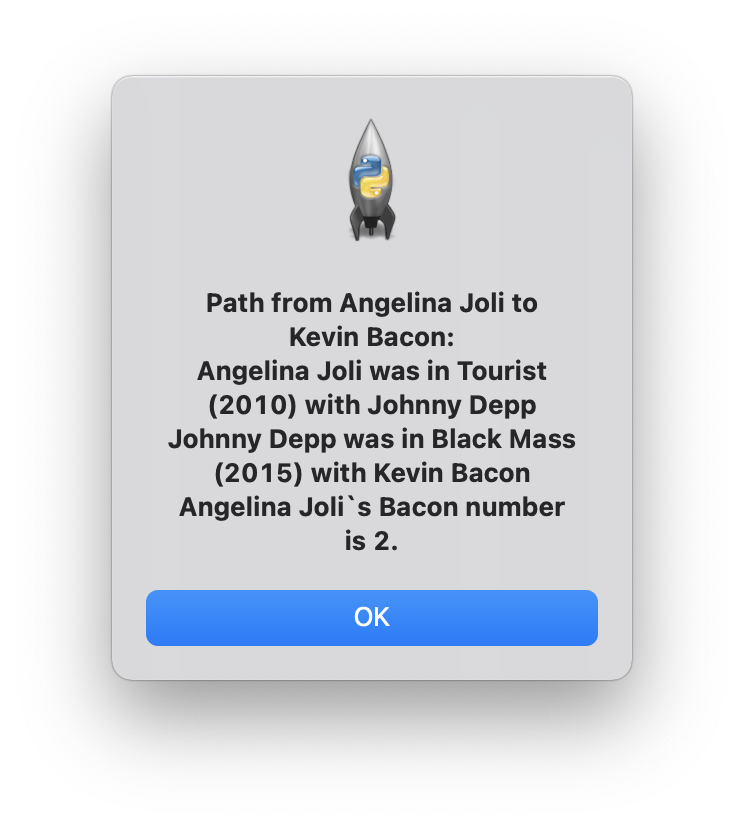 Path from Angelina Joli to
Kevin Bacon:
Angelina Joli was in Tourist
(2010) with Johnny Depp
Johnny Depp was in Black Mass
(2015) with Kevin Bacon
Angelina Joli`s Bacon number
is 2.
OK